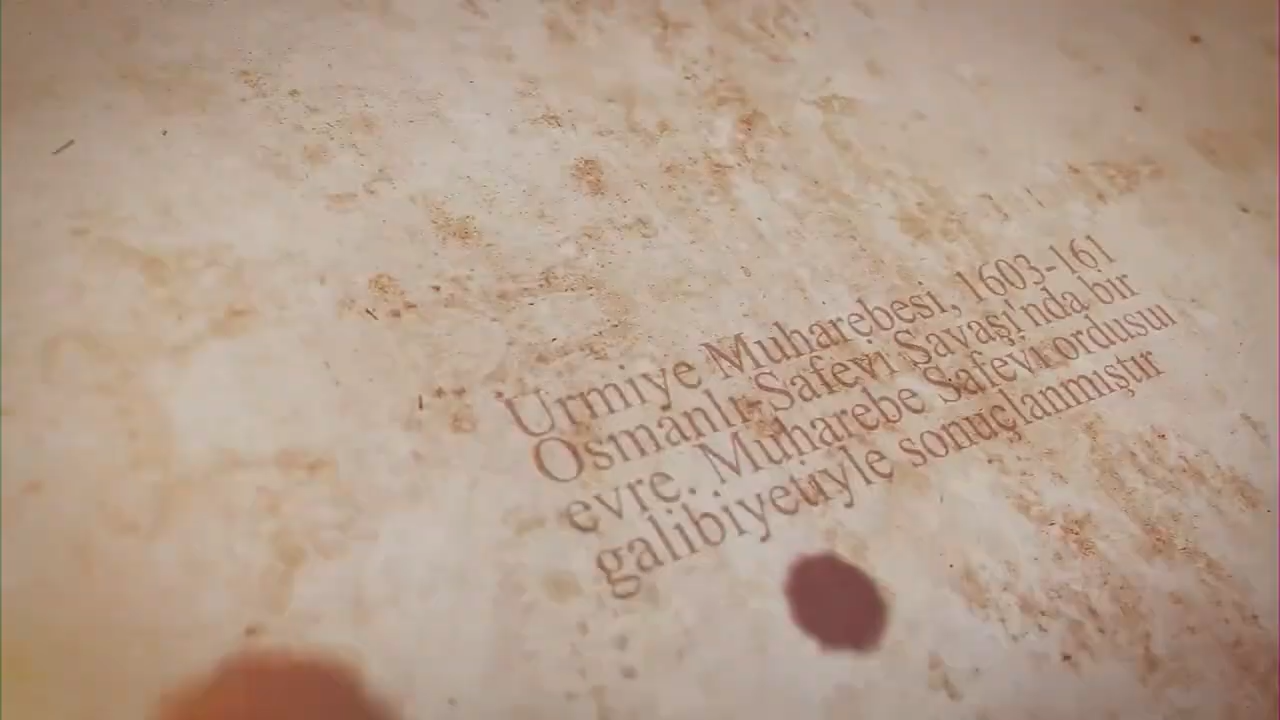 Urmiye Muharebesi, 1603-161
Osmanlı-Safevi Savaşı'nda bir
evre. Muharebe Safevi ordusu
galibiyetiyle sonuçlanmıştır